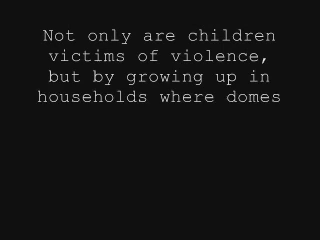 Not only are children
victims of violence,
but by growing up in
households where domes